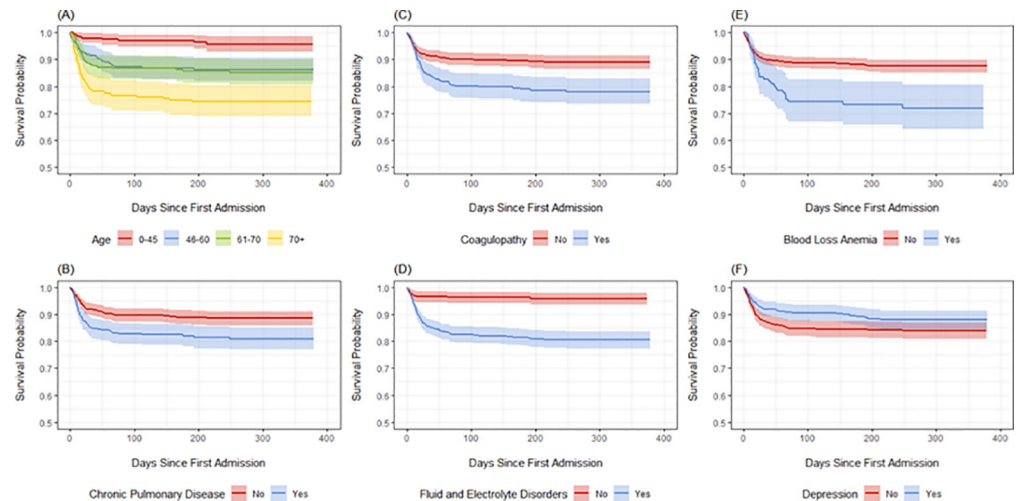 (A)
Survival Probability
1.0
0.9
0.8
0.7
0.6
0.5
0 100 200 300 400
Days Since First Admission
Age 0-45 46-60 61-70 70+
(C)
Survival Probability
1.0
0.9
0.8
0.7
0.6
0.5
0 100 200 300 400
Days Since First Admission
Coagulopathy No Yes
(E)
Survival Probability
1.0
0.9
0.8
0.7
0.6
0.5
0 100 200 300 400
Days Since First Admission
Blood Loss Anemia No Yes
(B)
Survival Probability
1.0
0.9
0.8
0.7
0.6
0.5
0 100 200 300 400
Days Since First Admission
Chronic Pulmonary Disease No Yes
(D)
Survival Probability
1.0
0.9
0.8
0.7
0.6
0.5
0 100 200 300 400
Days Since First Admission
Fluid and Electrolyte Disorders No Yes
(F)
Survival Probability
1.0
0.9
0.8
0.7
0.6
0.5
0 100 200 300 400
Days Since First Admission
Depression No Yes